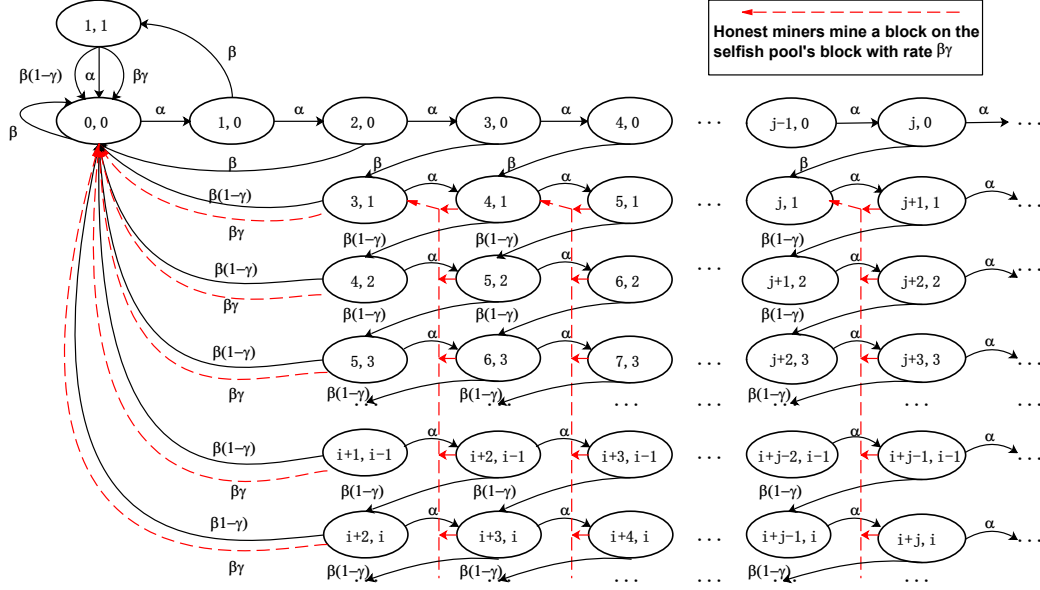 1, 1
Honest miners mine a block on the
selfish pool's block with rate βγ
β
β(1−γ) α βγ
0, 0 α 1, 0 α 2, 0 α 3, 0 α 4, 0 ... j-1, 0 α j, 0 α ...
β
β β β β
β(1−γ) 3, 1 α 4, 1 α 5, 1 ... j, 1 α j+1, 1 α ...
βγ
β(1−γ) β(1−γ) β(1−γ)
β(1−γ) 4, 2 α 5, 2 α 6, 2 ... j+1, 2 α j+2, 2 α ...
βγ
β(1−γ) β(1−γ) β(1−γ)
β(1−γ) 5, 3 α 6, 3 α 7, 3 ... j+2, 3 α j+3, 3 α ...
βγ
β(1−γ) ... β(1−γ) ... ... ... β(1−γ) ... ... ...
β(1−γ) i+1, i-1 α i+2, i-1 α i+3, i-1 ... i+j-2, i-1 α i+j-1, i-1 α ...
βγ
β(1−γ) β(1−γ) β(1−γ)
β1−γ) i+2, i α i+3, i α i+4, i ... i+j-1, i α i+j, i α ...
βγ
β(1−γ) ... β(1−γ) ... ... ... β(1−γ) ... ... ...